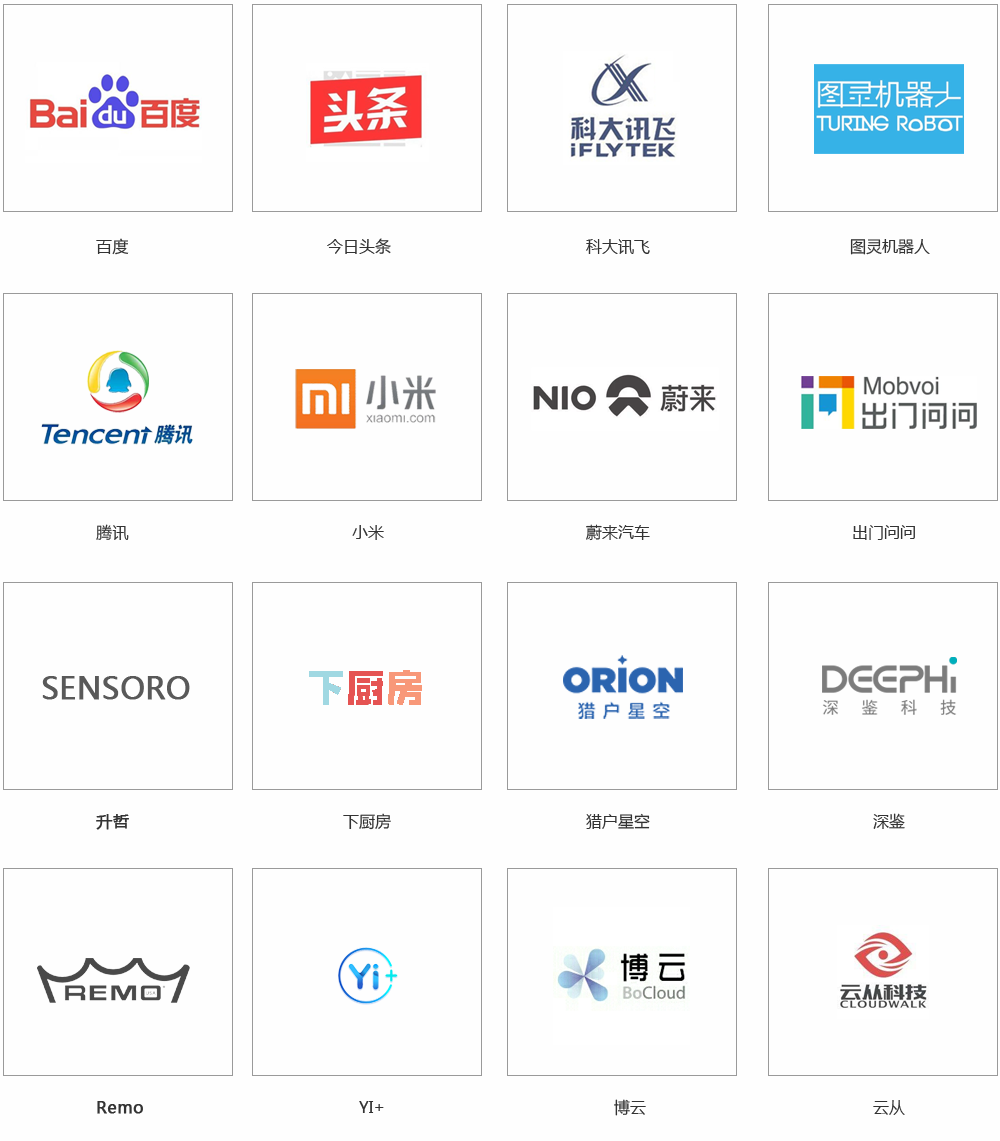 Bai du 百度
头条
科大讯飞
iFLYTEK
图灵机器人
TURING ROBOT
百度
今日头条
科大讯飞
图灵机器人
Tencent 腾讯
mi 小米
xiaomi.com
NIO 蔚来
Mobvoi
出门问问
腾讯
小米
蔚来汽车
出门问问
SENSORO
下厨房
ORION
猎户星空
DEEPHi
深鉴科技
升哲
下厨房
猎户星空
深鉴
REMO
Yi+
博云
BoCloud
云从科技
CLOUDWALK
Remo
YI+
博云
云从